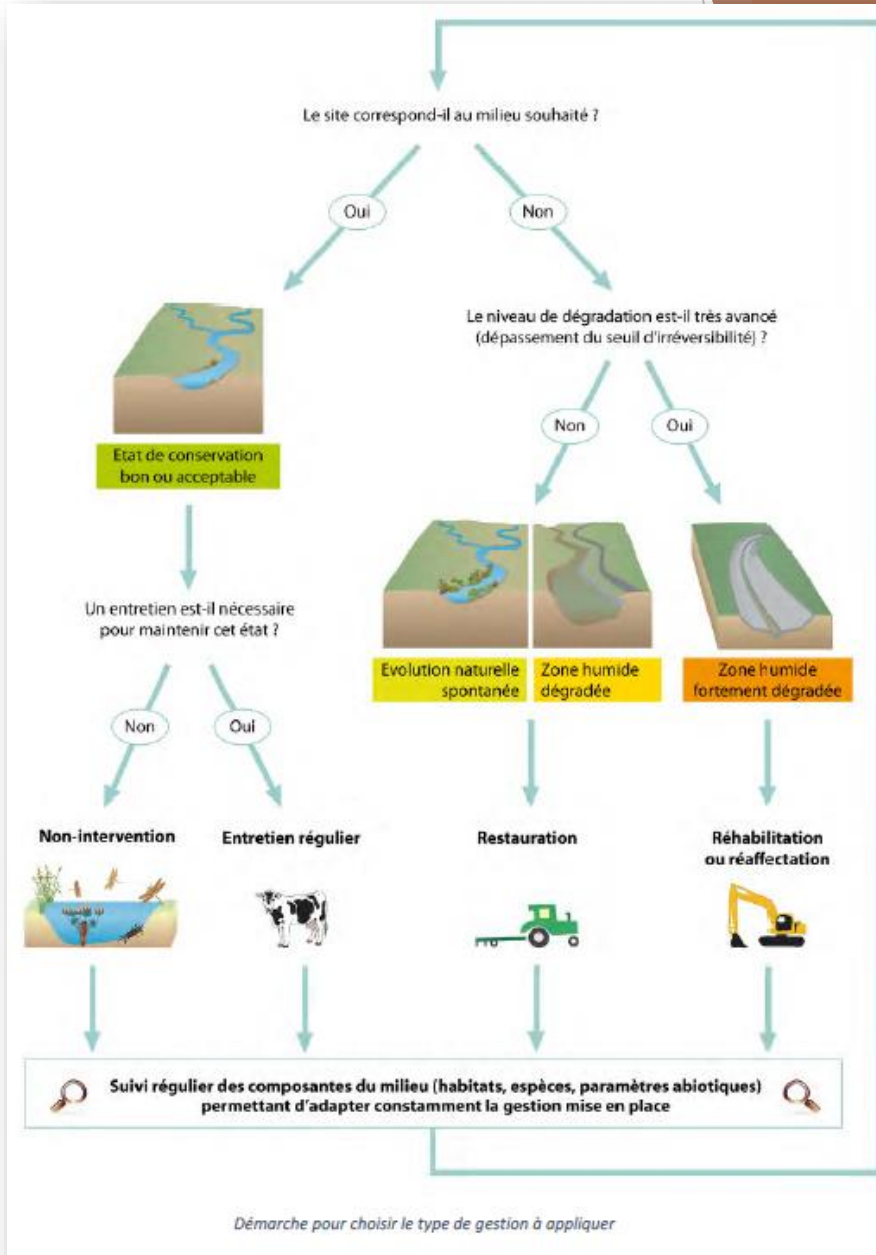 Le site correspond-il au milieu souhaité ?
Oui
Non
Le niveau de dégradation est-il très avancé
(dépassement du seuil d'irréversibilité) ?
Non
Oui
Etat de conservation
bon ou acceptable
Un entretien est-il nécessaire
pour maintenir cet état ?
Evolution naturelle
spontanée
Zone humide
dégradée
Zone humide
fortement dégradée
Non
Oui
Non-intervention
Entretien régulier
Restauration
Réhabilitation
ou réaffectation
Suivi régulier des composantes du milieu (habitats, espèces, paramètres abiotiques)
permettant d'adapter constamment la gestion mise en place
Démarche pour choisir le type de gestion à appliquer